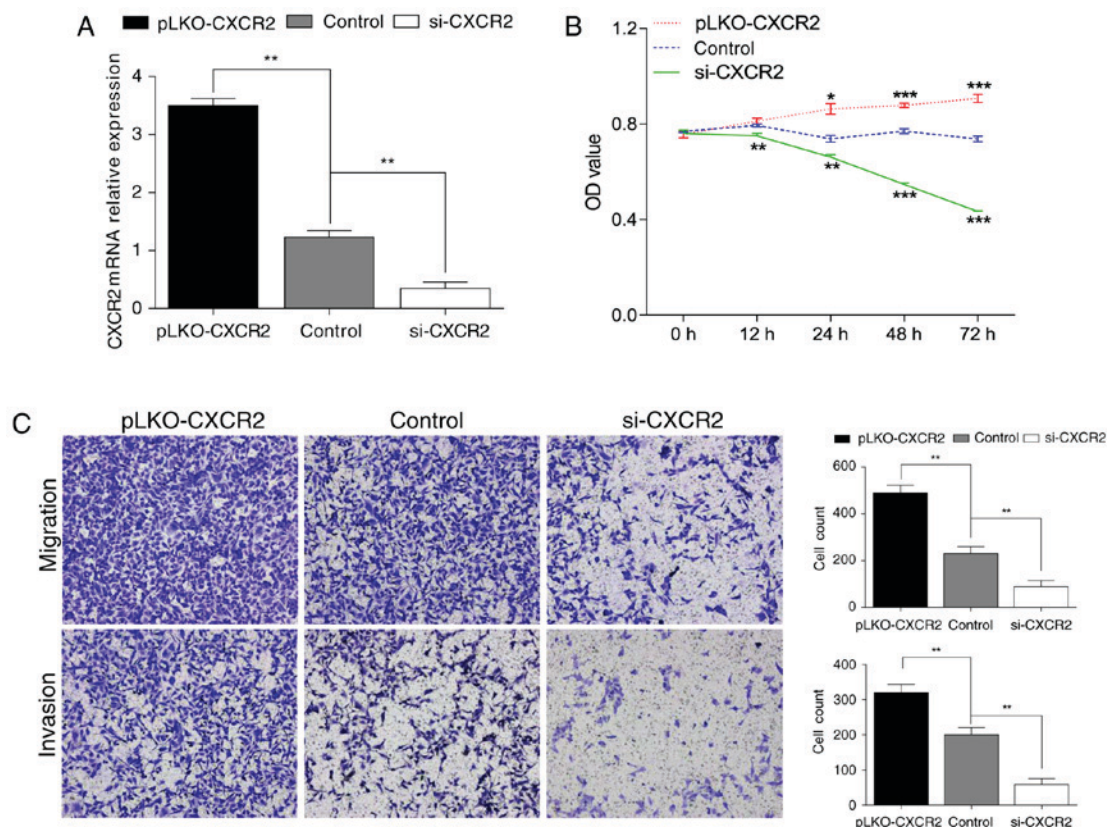 A
pLKO-CXCR2 Control si-CXCR2
CXCR2 mRNA relative expression
4
3
2
1
0
**
**
pLKO-CXCR2 Control si-CXCR2
B
pLKO-CXCR2
Control
si-CXCR2
OD value
1.2
0.8
0.4
0.0
* *** ***
** ** *** ***
0 h 12 h 24 h 48 h 72 h
C
pLKO-CXCR2 Control si-CXCR2
Migration
Invasion
pLKO-CXCR2 Control si-CXCR2
Cell count
600
400
200
0
**
**
pLKO-CXCR2 Control si-CXCR2
Cell count
400
300
200
100
0
**
**
pLKO-CXCR2 Control si-CXCR2